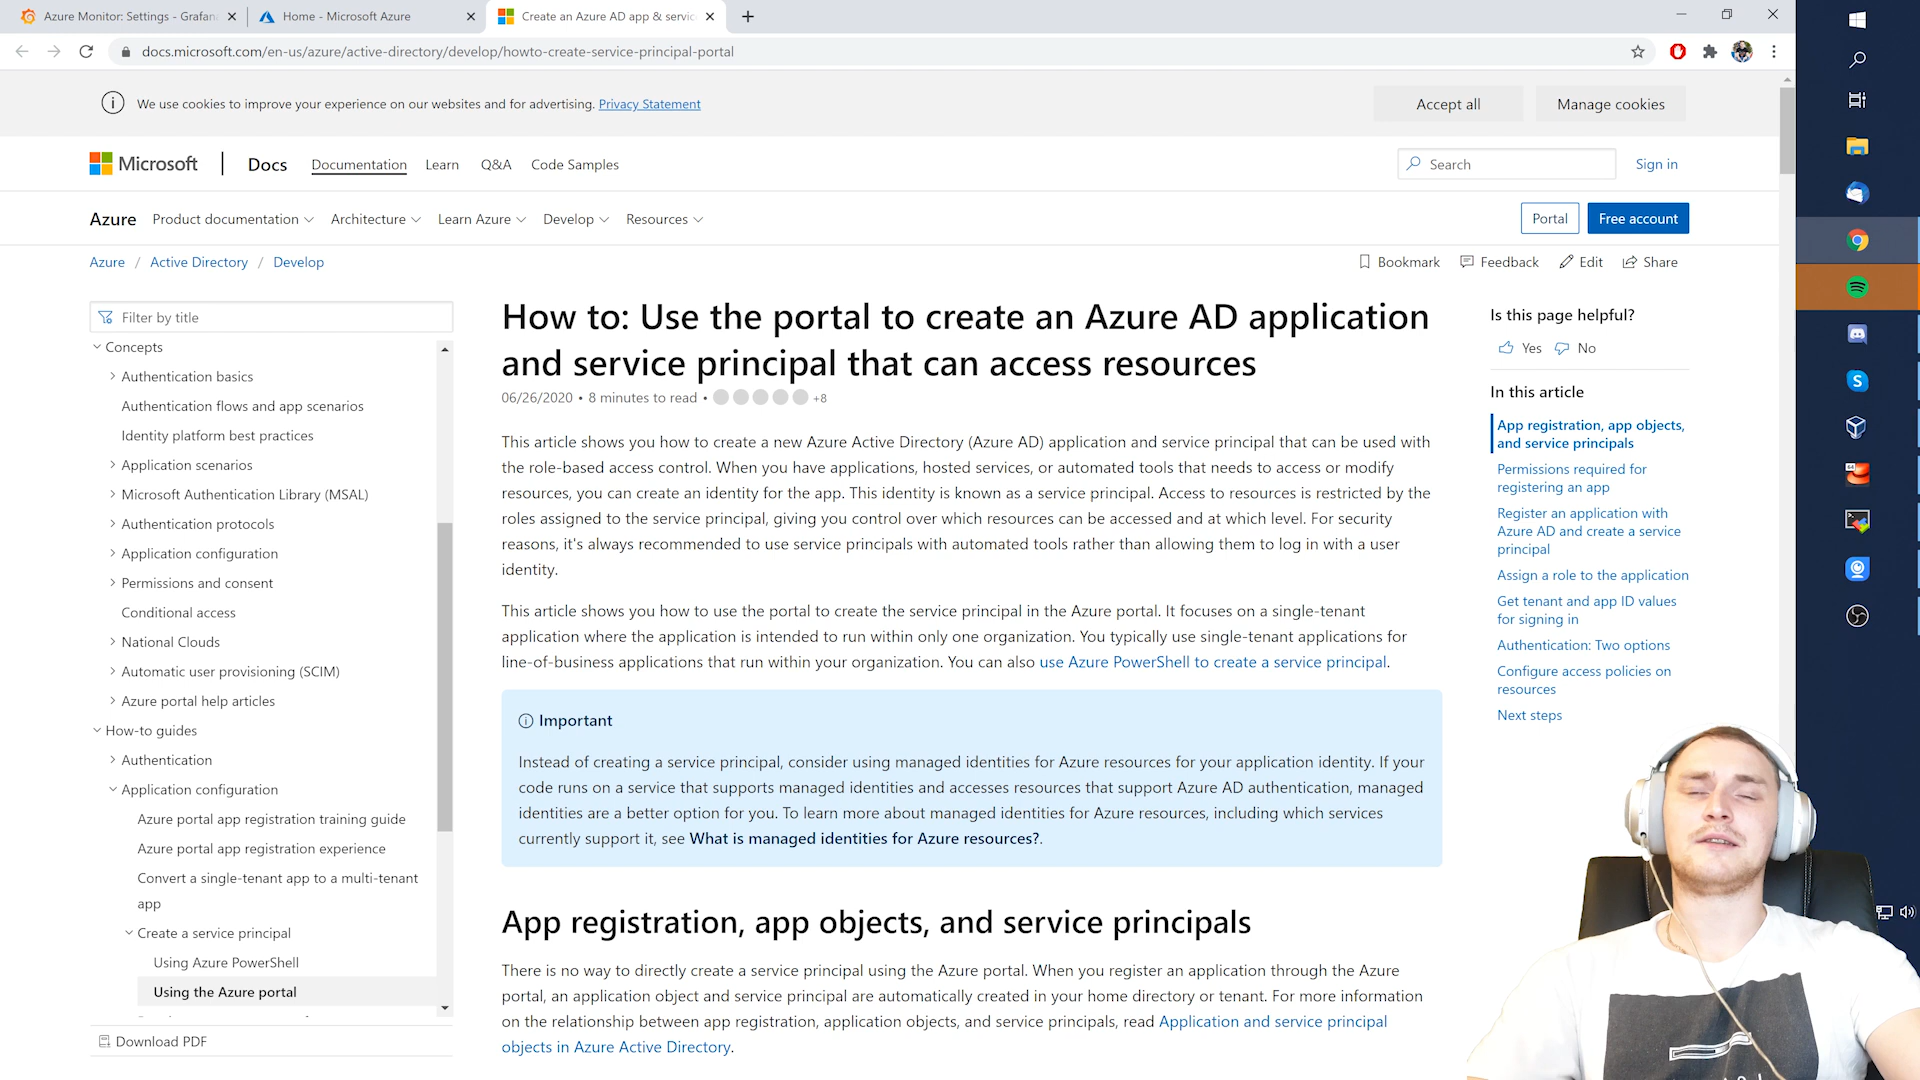 Azure Monitor: Settings - Grafana
Home - Microsoft Azure
Create an Azure AD app & servic
docs.microsoft.com/en-us/azure/active-directory/develop/howto-create-service-principal-portal
We use cookies to improve your experience on our websites and for advertising. Privacy Statement
Accept all
Manage cookies
Microsoft
Docs
Documentation
Learn
Q&A
Code Samples
Search
Sign in
Azure
Product documentation
Architecture
Learn Azure
Develop
Resources
Portal
Free account
Azure / Active Directory / Develop
Bookmark
Feedback
Edit
Share
Filter by title
Concepts
Authentication basics
Authentication flows and app scenarios
Identity platform best practices
Application scenarios
Microsoft Authentication Library (MSAL)
Authentication protocols
Application configuration
Permissions and consent
Conditional access
National Clouds
Automatic user provisioning (SCIM)
Azure portal help articles
How-to guides
Authentication
Application configuration
Azure portal app registration training guide
Azure portal app registration experience
Convert a single-tenant app to a multi-tenant
app
Create a service principal
Using Azure PowerShell
Using the Azure portal
Download PDF
How to: Use the portal to create an Azure AD application
and service principal that can access resources
06/26/2020 • 8 minutes to read • +8
This article shows you how to create a new Azure Active Directory (Azure AD) application and service principal that can be used with
the role-based access control. When you have applications, hosted services, or automated tools that needs to access or modify
resources, you can create an identity for the app. This identity is known as a service principal. Access to resources is restricted by the
roles assigned to the service principal, giving you control over which resources can be accessed and at which level. For security
reasons, it's always recommended to use service principals with automated tools rather than allowing them to log in with a user
identity.
This article shows you how to use the portal to create the service principal in the Azure portal. It focuses on a single-tenant
application where the application is intended to run within only one organization. You typically use single-tenant applications for
line-of-business applications that run within your organization. You can also use Azure PowerShell to create a service principal.
Important
Instead of creating a service principal, consider using managed identities for Azure resources for your application identity. If your
code runs on a service that supports managed identities and accesses resources that support Azure AD authentication, managed
identities are a better option for you. To learn more about managed identities for Azure resources, including which services
currently support it, see What is managed identities for Azure resources?.
App registration, app objects, and service principals
There is no way to directly create a service principal using the Azure portal. When you register an application through the Azure
portal, an application object and service principal are automatically created in your home directory or tenant. For more information
on the relationship between app registration, application objects, and service principals, read Application and service principal
objects in Azure Active Directory.
Is this page helpful?
Yes
No
In this article
App registration, app objects,
and service principals
Permissions required for
registering an app
Register an application with
Azure AD and create a service
principal
Assign a role to the application
Get tenant and app ID values
for signing in
Authentication: Two options
Configure access policies on
resources
Next steps